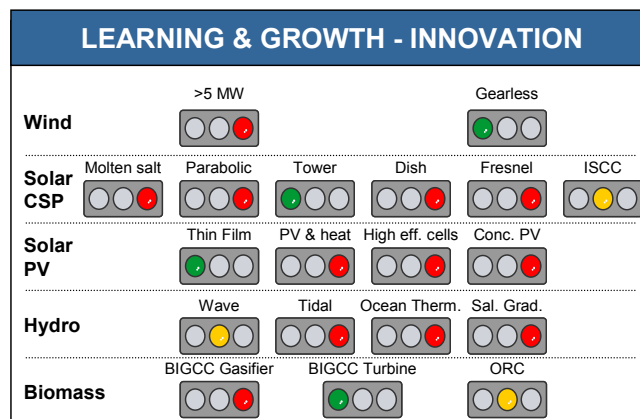 LEARNING & GROWTH - INNOVATION
>5 MW Gearless
Wind
Molten salt Parabolic Tower Dish Fresnel ISCC
Solar
CSP
Thin Film PV & heat High eff. cells Conc. PV
Solar
PV
Wave Tidal Ocean Therm. Sal. Grad.
Hydro
BIGCC Gasifier BIGCC Turbine ORC
Biomass